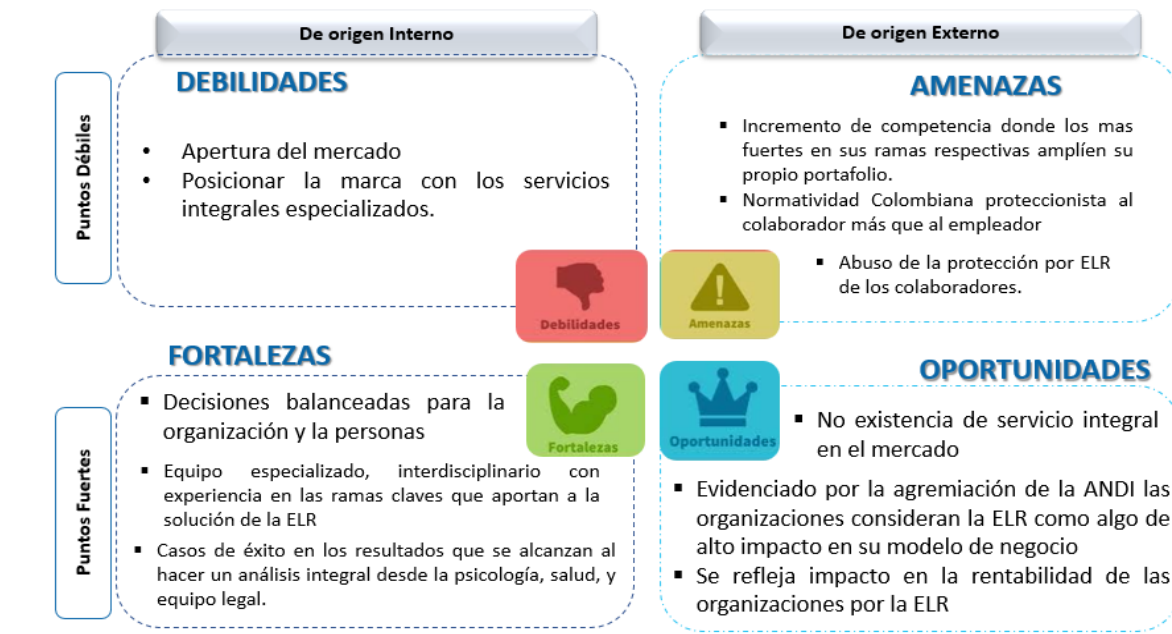 De origen Interno
De origen Externo
Puntos Débiles
DEBILIDADES
• Apertura del mercado
• Posicionar la marca con los servicios
integrales especializados.
Debilidades
AMENAZAS
▪ Incremento de competencia donde los mas
fuertes en sus ramas respectivas amplíen su
propio portafolio.
▪ Normatividad Colombiana proteccionista al
colaborador más que al empleador
▪ Abuso de la protección por ELR
de los colaboradores.
Amenazas
Puntos Fuertes
FORTALEZAS
▪ Decisiones balanceadas para la
organización y la personas
▪ Equipo especializado, interdisciplinario con
experiencia en las ramas claves que aportan a la
solución de la ELR
▪ Casos de éxito en los resultados que se alcanzan al
hacer un análisis integral desde la psicología, salud, y
equipo legal.
Fortalezas
OPORTUNIDADES
Oportunidades
▪ No existencia de servicio integral
en el mercado
▪ Evidenciado por la agremiación de la ANDI las
organizaciones consideran la ELR como algo de
alto impacto en su modelo de negocio
▪ Se refleja impacto en la rentabilidad de las
organizaciones por la ELR